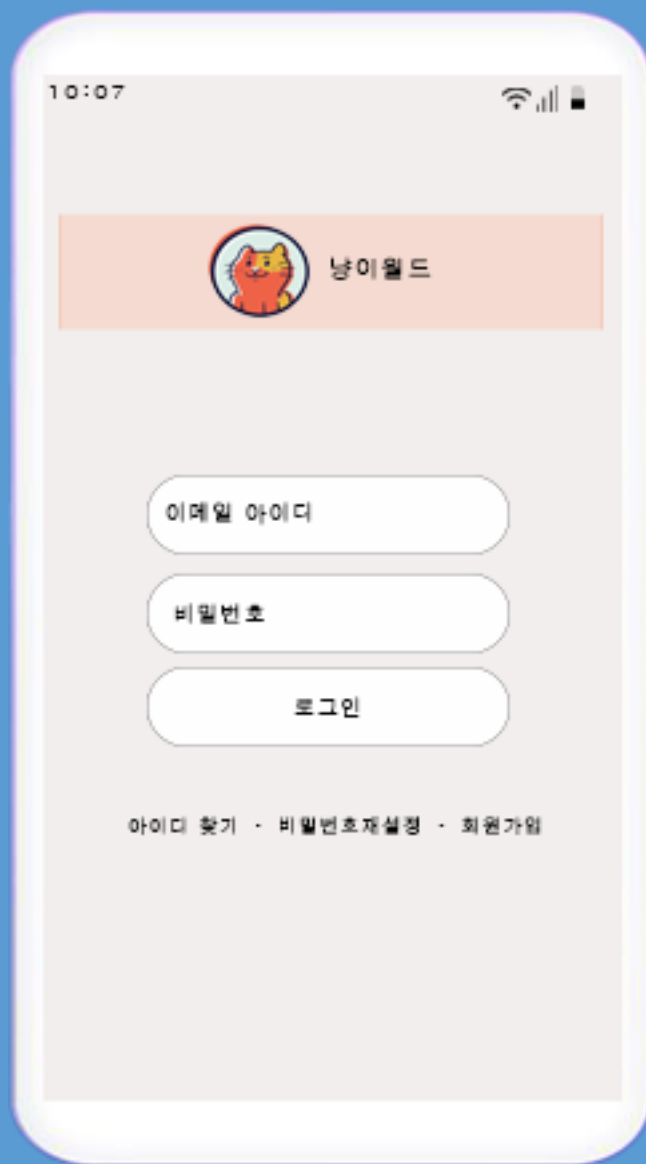 10:07
냥이월드
이메일 아이디
비밀번호
로그인
아이디 찾기 - 비밀번호재설정 - 회원가입